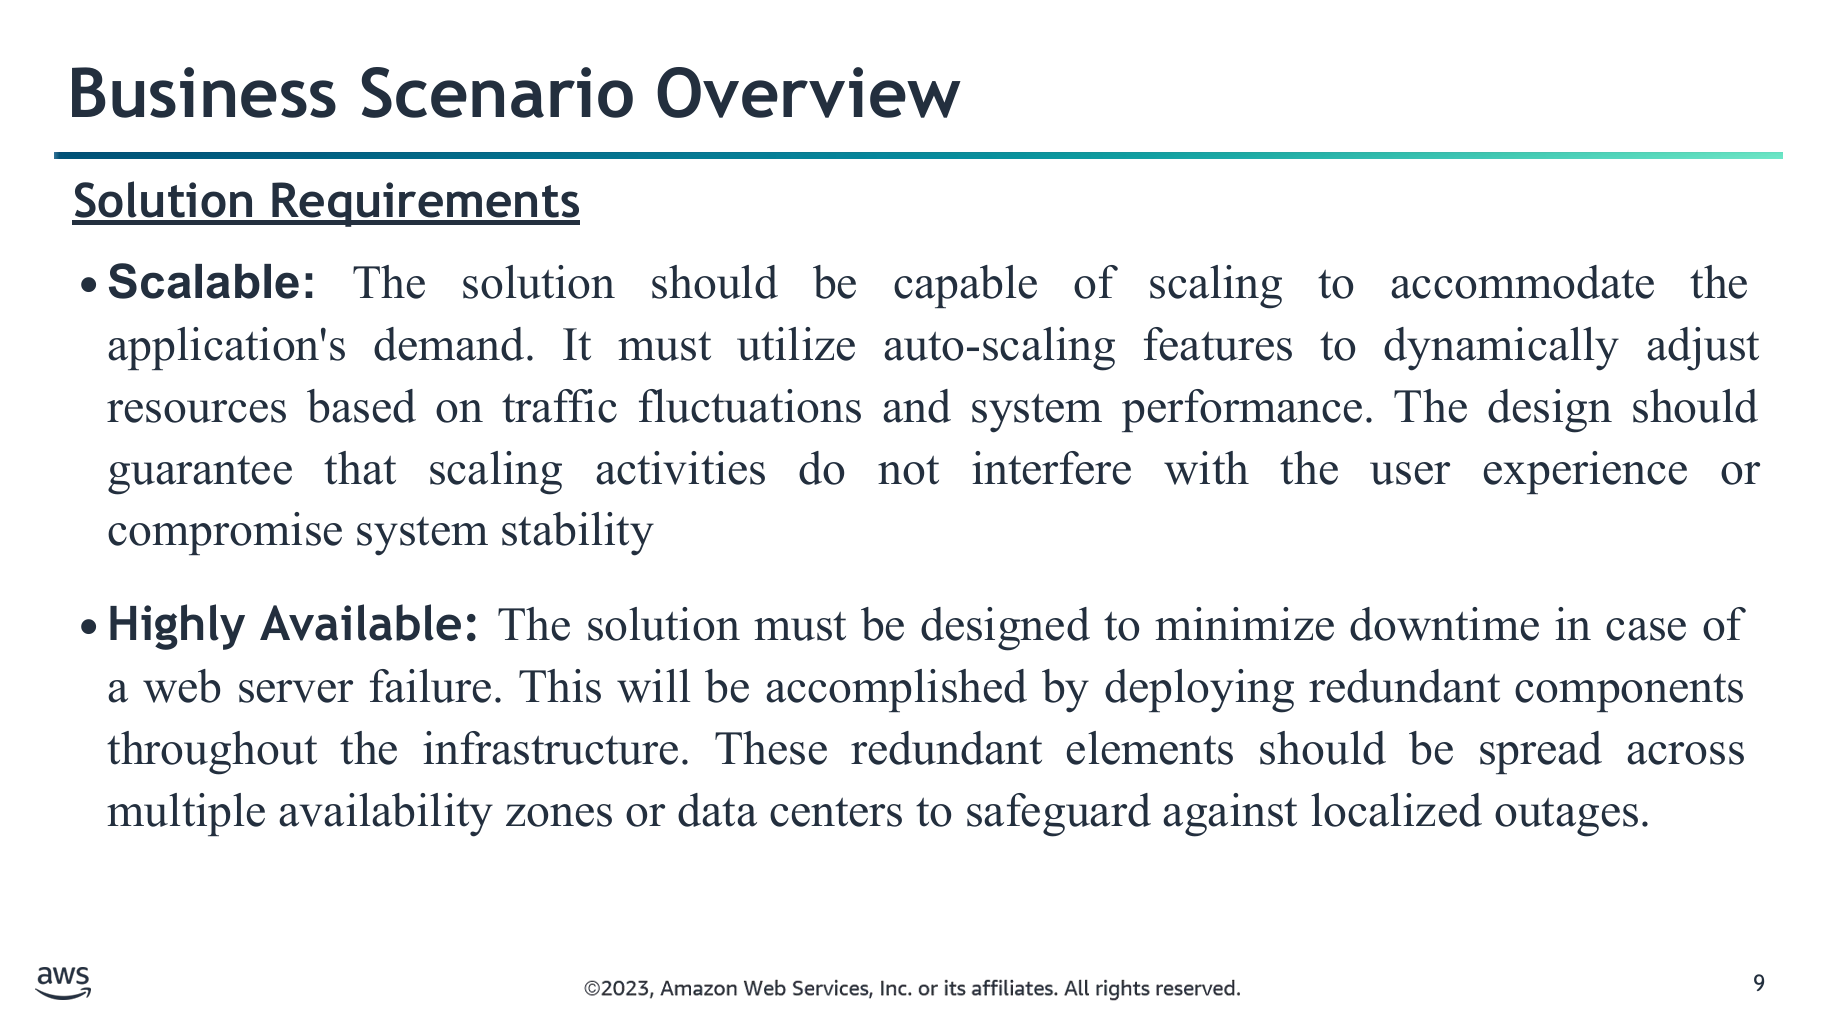 Business Scenario Overview
Solution Requirements
• Scalable: The solution should be capable of scaling to accommodate the
application's demand. It must utilize auto-scaling features to dynamically adjust
resources based on traffic fluctuations and system performance. The design should
guarantee that scaling activities do not interfere with the user experience or
compromise system stability
• Highly Available: The solution must be designed to minimize downtime in case of
a web server failure. This will be accomplished by deploying redundant components
throughout the infrastructure. These redundant elements should be spread across
multiple availability zones or data centers to safeguard against localized outages.
aws
©2023, Amazon Web Services, Inc. or its affiliates. All rights reserved.
9